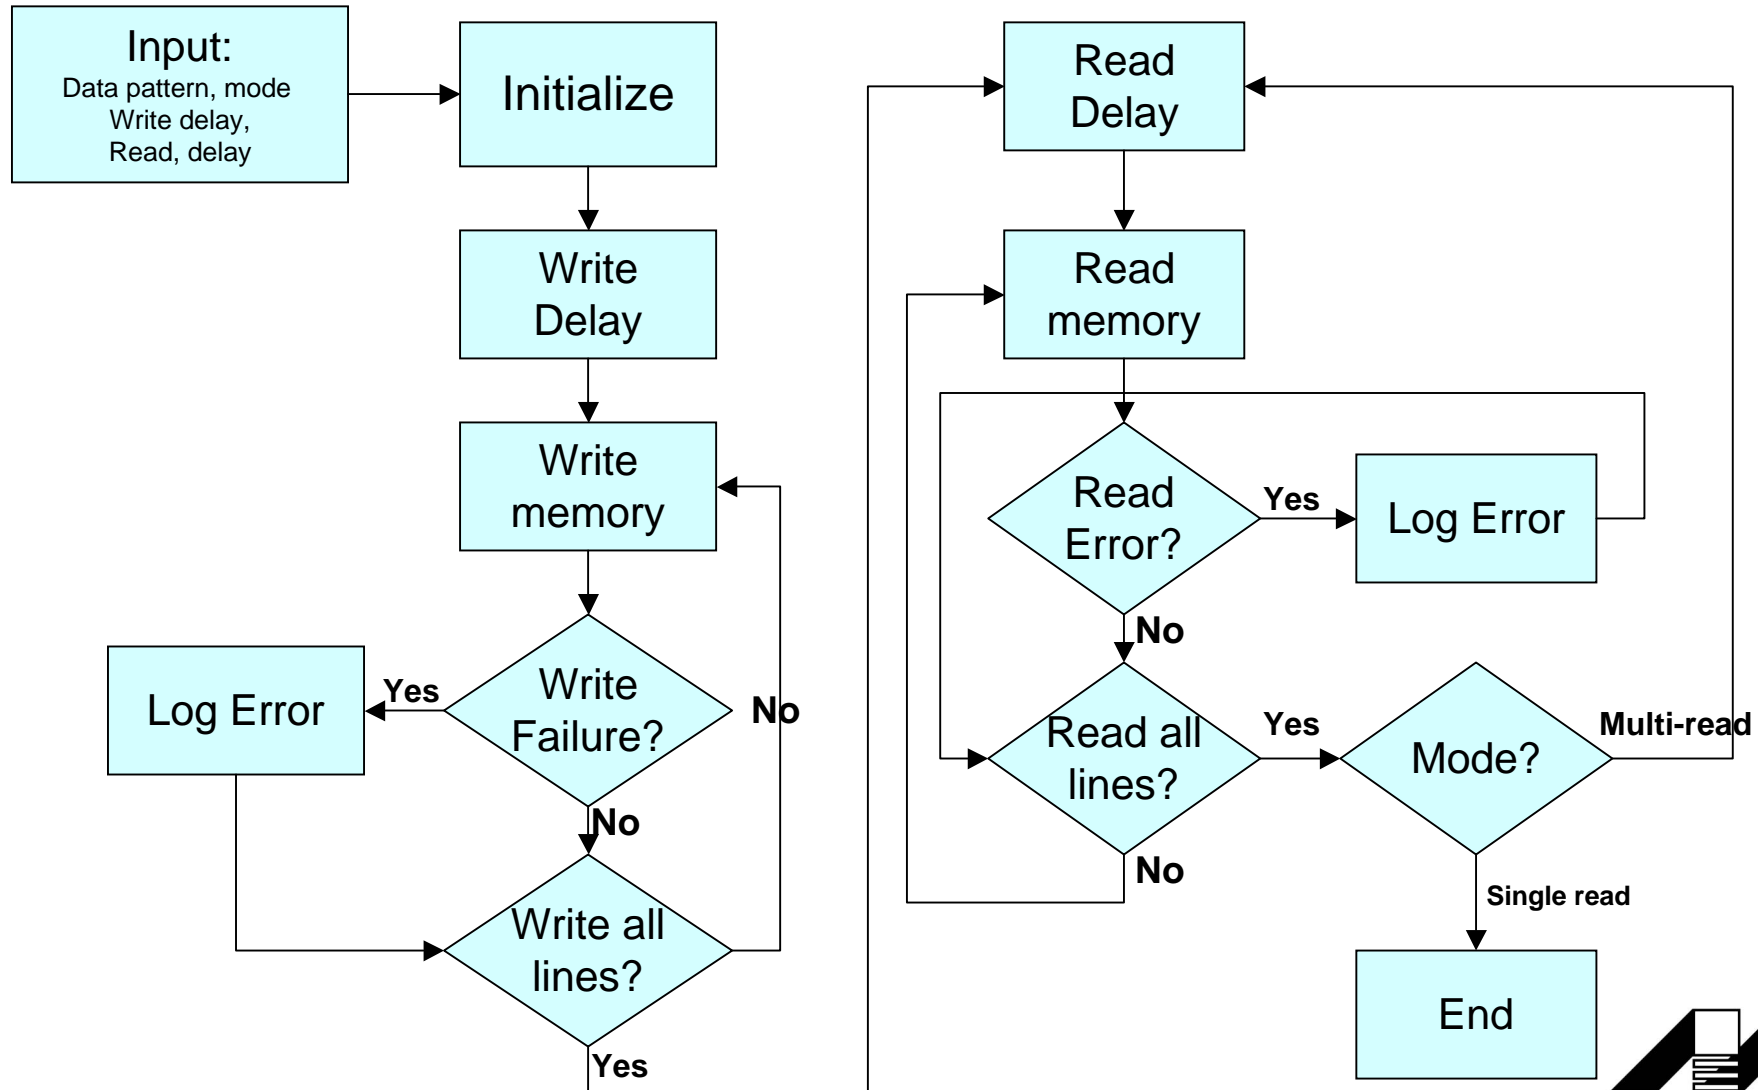 Input:
Data pattern, mode
Write delay,
Read, delay
Initialize
Write
Delay
Write
memory
Write
Failure?
Yes
Log Error
No
No
Write all
lines?
Yes
Read
Delay
Read
memory
Read
Error?
Yes
Log Error
No
Read all
lines?
Yes
No
Mode?
Multi-read
Single read
End